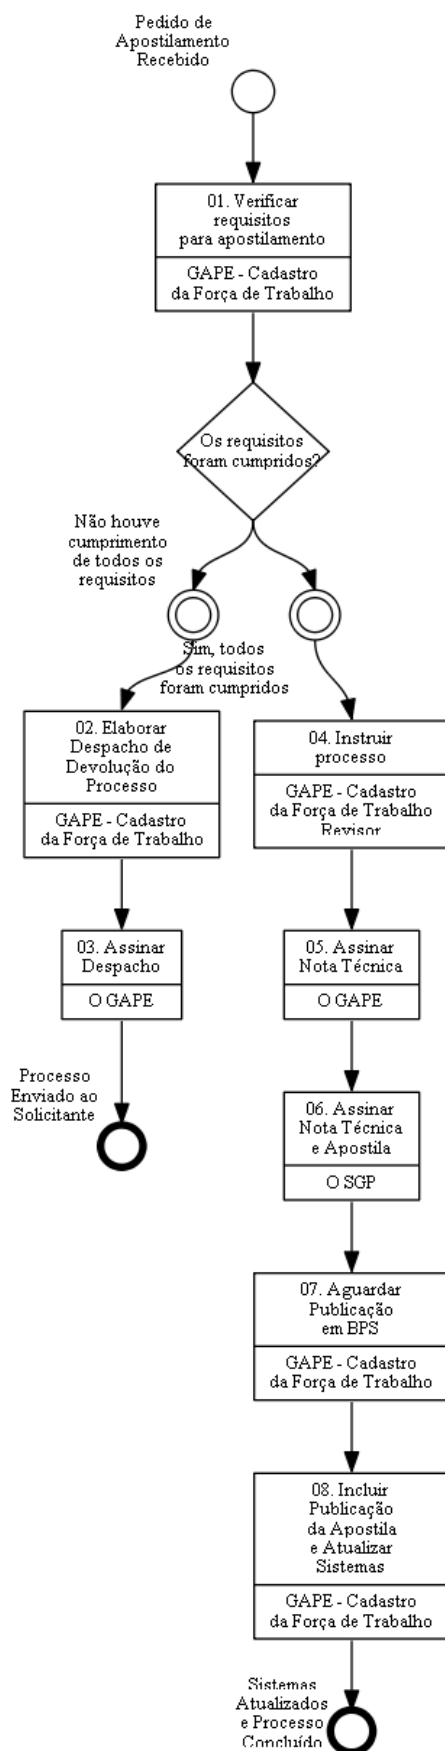 Pedido de
Apostilamento
Recebido
01. Verificar
requisitos
para apostilamento
GAPE - Cadastro
da Força de Trabalho
Os requisitos
foram cumpridos?
Não houve
cumprimento
de todos os
requisitos
Sim, todos
os requisitos
foram cumpridos
02. Elaborar
Despacho de
Devolução do
Processo
GAPE - Cadastro
da Força de Trabalho
04. Instruir
processo
GAPE - Cadastro
da Força de Trabalho
Revisor
03. Assinar
Despacho
O GAPE
05. Assinar
Nota Técnica
O GAPE
Processo
Enviado ao
Solicitante
06. Assinar
Nota Técnica
e Apostila
O SGP
07. Aguardar
Publicação
em BPS
GAPE - Cadastro
da Força de Trabalho
08. Incluir
Publicação
da Apostila
e Atualizar
Sistemas
GAPE - Cadastro
da Força de Trabalho
Sistemas
Atualizados
e Processo
Concluído